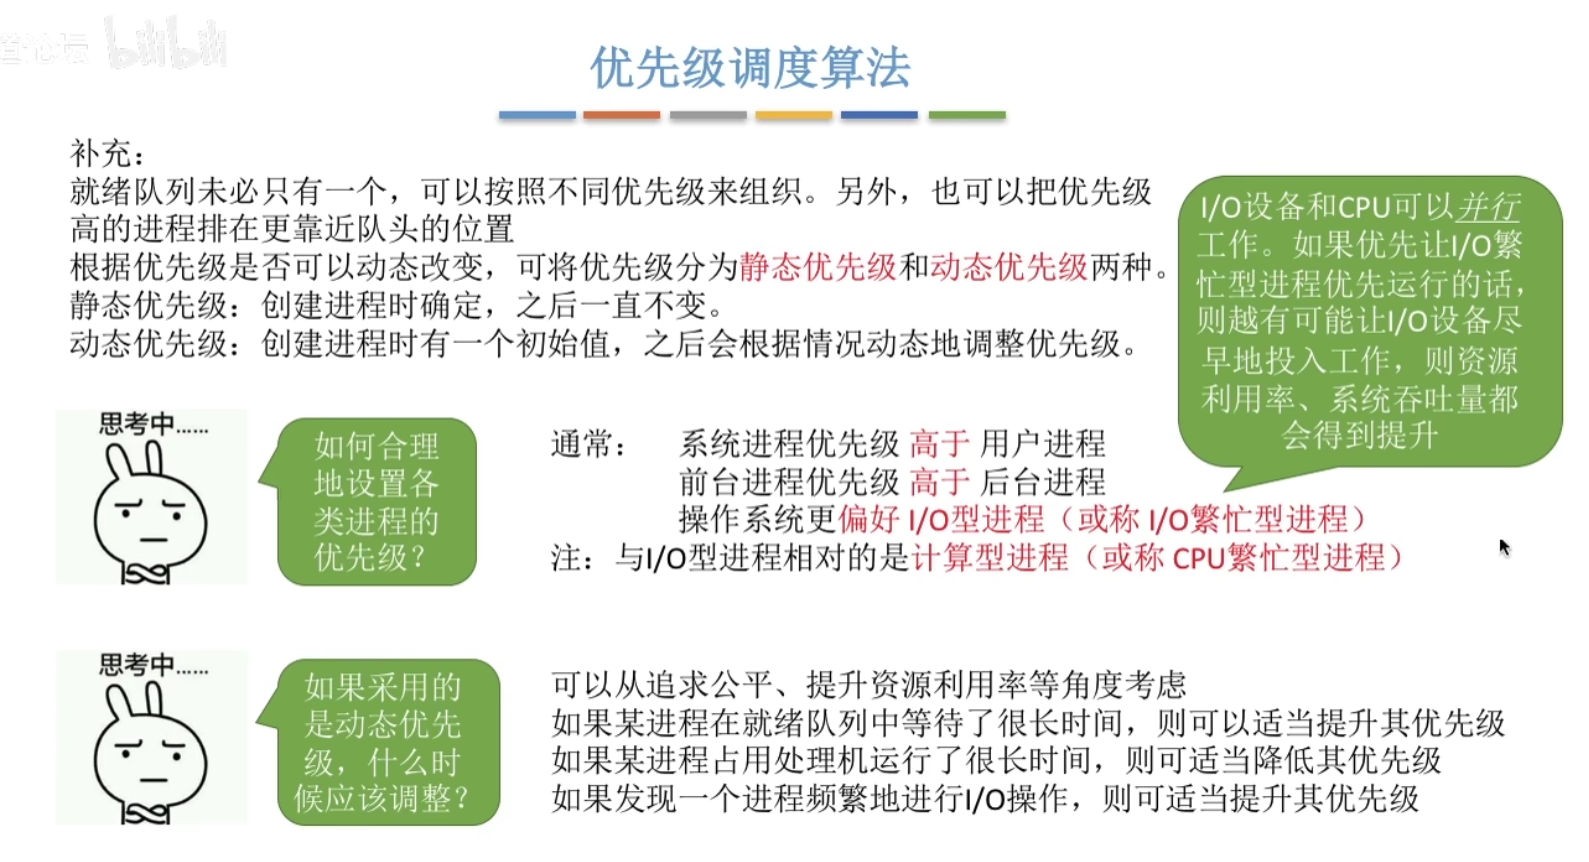 道论坛 bilibili
优先级调度算法
补充：
就绪队列未必只有一个，可以按照不同优先级来组织。另外，也可以把优先级
高的进程排在更靠近队头的位置
根据优先级是否可以动态改变，可将优先级分为静态优先级和动态优先级两种。
静态优先级：创建进程时确定，之后一直不变。
动态优先级：创建进程时有一个初始值，之后会根据情况动态地调整优先级。
I/O设备和CPU可以并行
工作。如果优先让I/O繁
忙型进程优先运行的话，
则越有可能让I/O设备尽
早地投入工作，则资源
利用率、系统吞吐量都
会得到提升
思考中......
如何合理
地设置各
类进程的
优先级？
通常： 系统进程优先级 高于 用户进程
前台进程优先级 高于 后台进程
操作系统更偏好 I/O型进程（或称 I/O繁忙型进程）
注：与I/O型进程相对的是计算型进程（或称 CPU繁忙型进程）
思考中......
如果采用的
是动态优先
级，什么时
候应该调整？
可以从追求公平、提升资源利用率等角度考虑
如果某进程在就绪队列中等待了很长时间，则可以适当提升其优先级
如果某进程占用处理机运行了很长时间，则可适当降低其优先级
如果发现一个进程频繁地进行I/O操作，则可适当提升其优先级